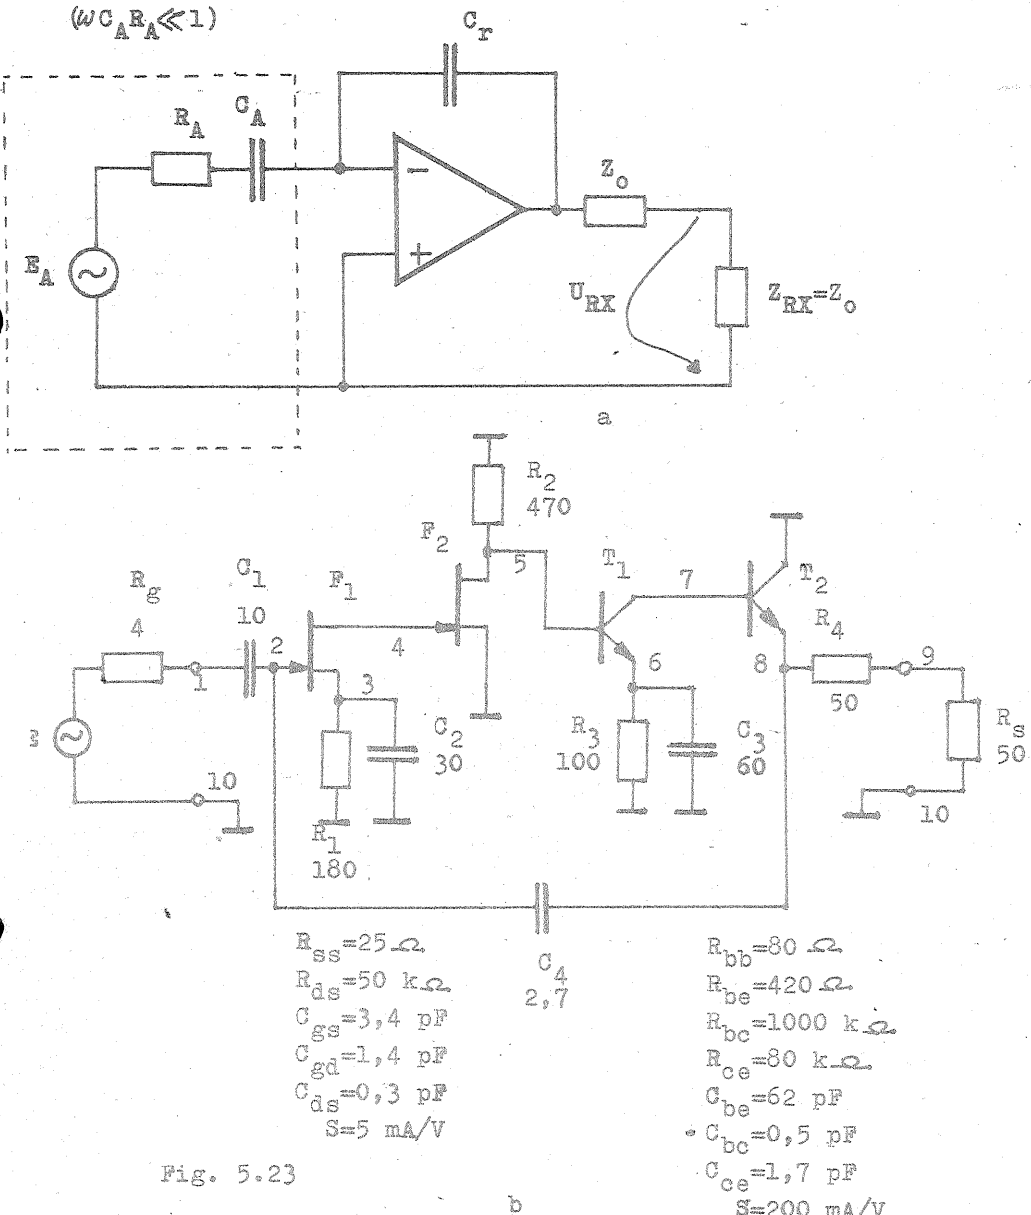 (ωC_A R_A≪1)
C_r
R_A
C_A
−
+
Z_o
E_A
U_RX
Z_RX=Z_o
a
R_2
470
F_2
5
T_1
7
T_2
R_g
4
C_1
10
F_1
2
1
4
3
6
8
R_4
50
9
C_2
30
R_3
100
C_3
60
R_s
50
10
10
R_1
180
C_4
2,7
R_ss=25 Ω
R_ds=50 kΩ
C_gs=3,4 pF
C_gd=1,4 pF
C_ds=0,3 pF
S=5 mA/V
R_bb=80 Ω
R_be=420 Ω
R_bc=1000 kΩ
R_ce=80 kΩ
C_be=62 pF
C_bc=0,5 pF
C_ce=1,7 pF
S=200 mA/V
Fig. 5.23
b